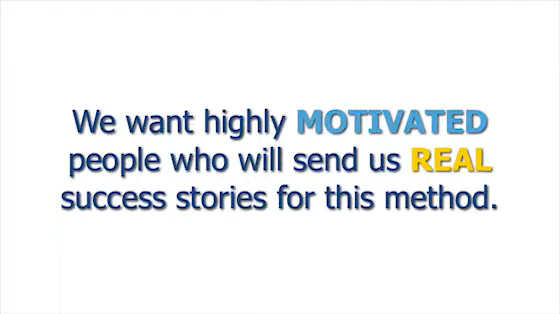 We want highly MOTIVATED
people who will send us REAL
success stories for this method.